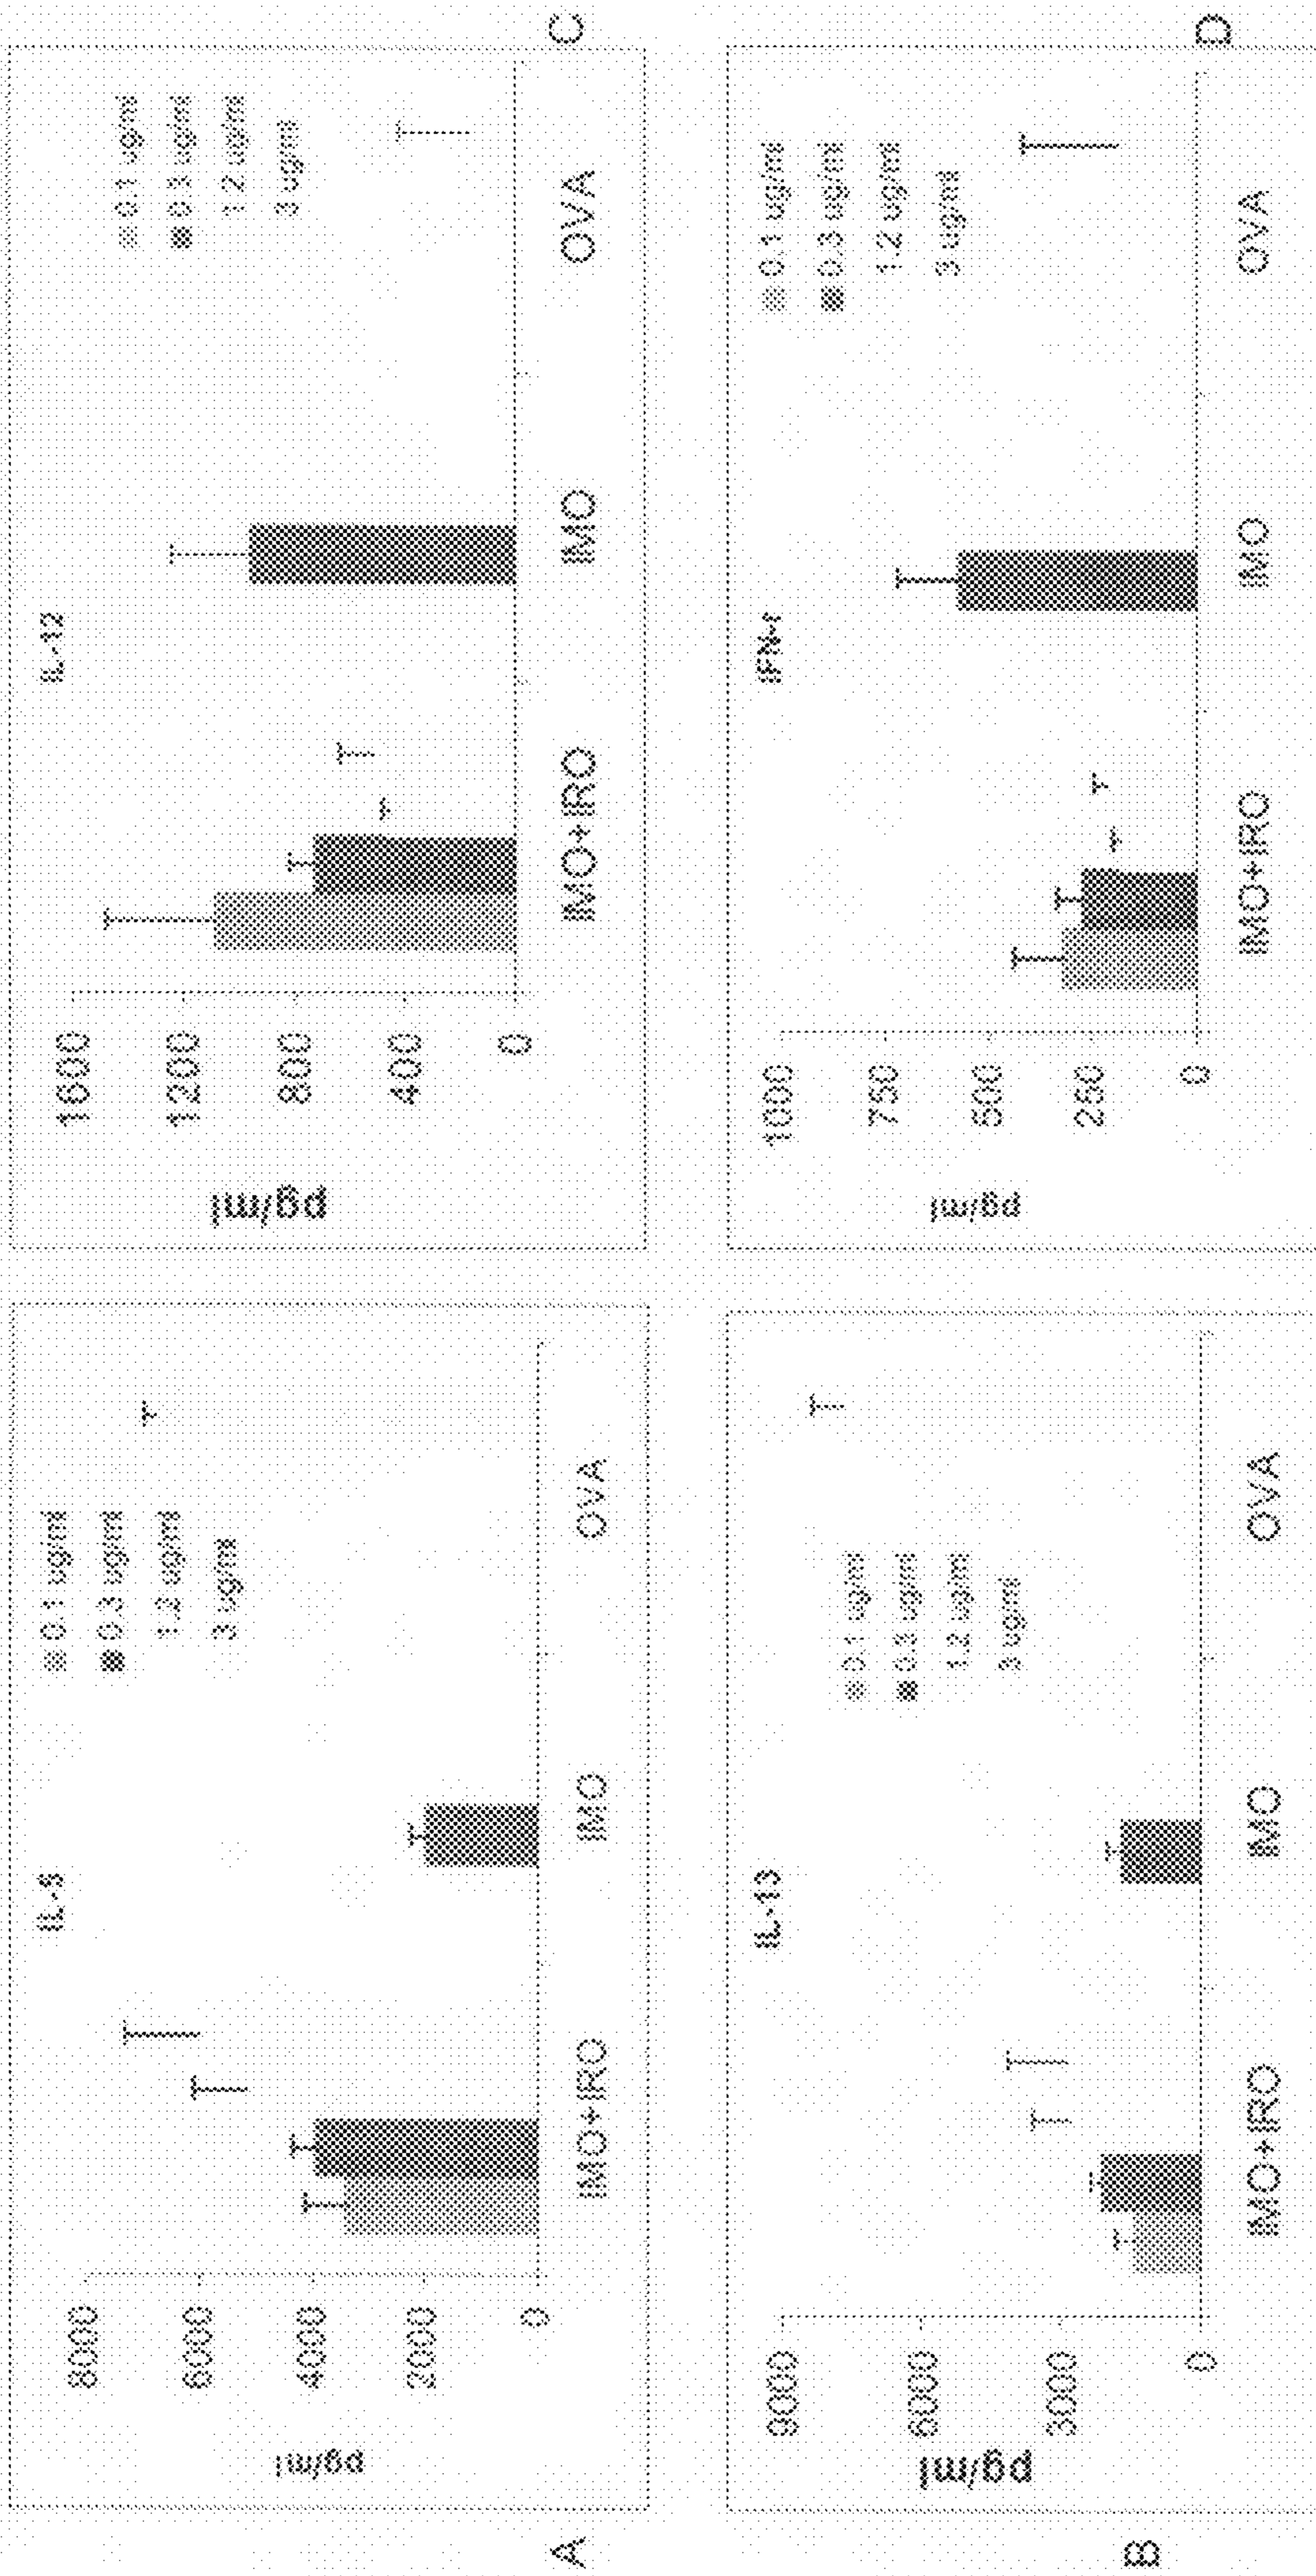 A
IL-5
pg/ml
8000
6000
4000
2000
0
0.1 ug/ml
0.3 ug/ml
1.2 ug/ml
3 ug/ml
IMO+IRO
IMO
OVA
B
IL-13
pg/ml
9000
6000
3000
0
0.1 ug/ml
0.3 ug/ml
1.2 ug/ml
3 ug/ml
IMO+IRO
IMO
OVA
C
IL-12
pg/ml
1600
1200
800
400
0
0.1 ug/ml
0.3 ug/ml
1.2 ug/ml
3 ug/ml
IMO+IRO
IMO
OVA
D
IFN-γ
pg/ml
1000
750
500
250
0
0.1 ug/ml
0.3 ug/ml
1.2 ug/ml
3 ug/ml
IMO+IRO
IMO
OVA